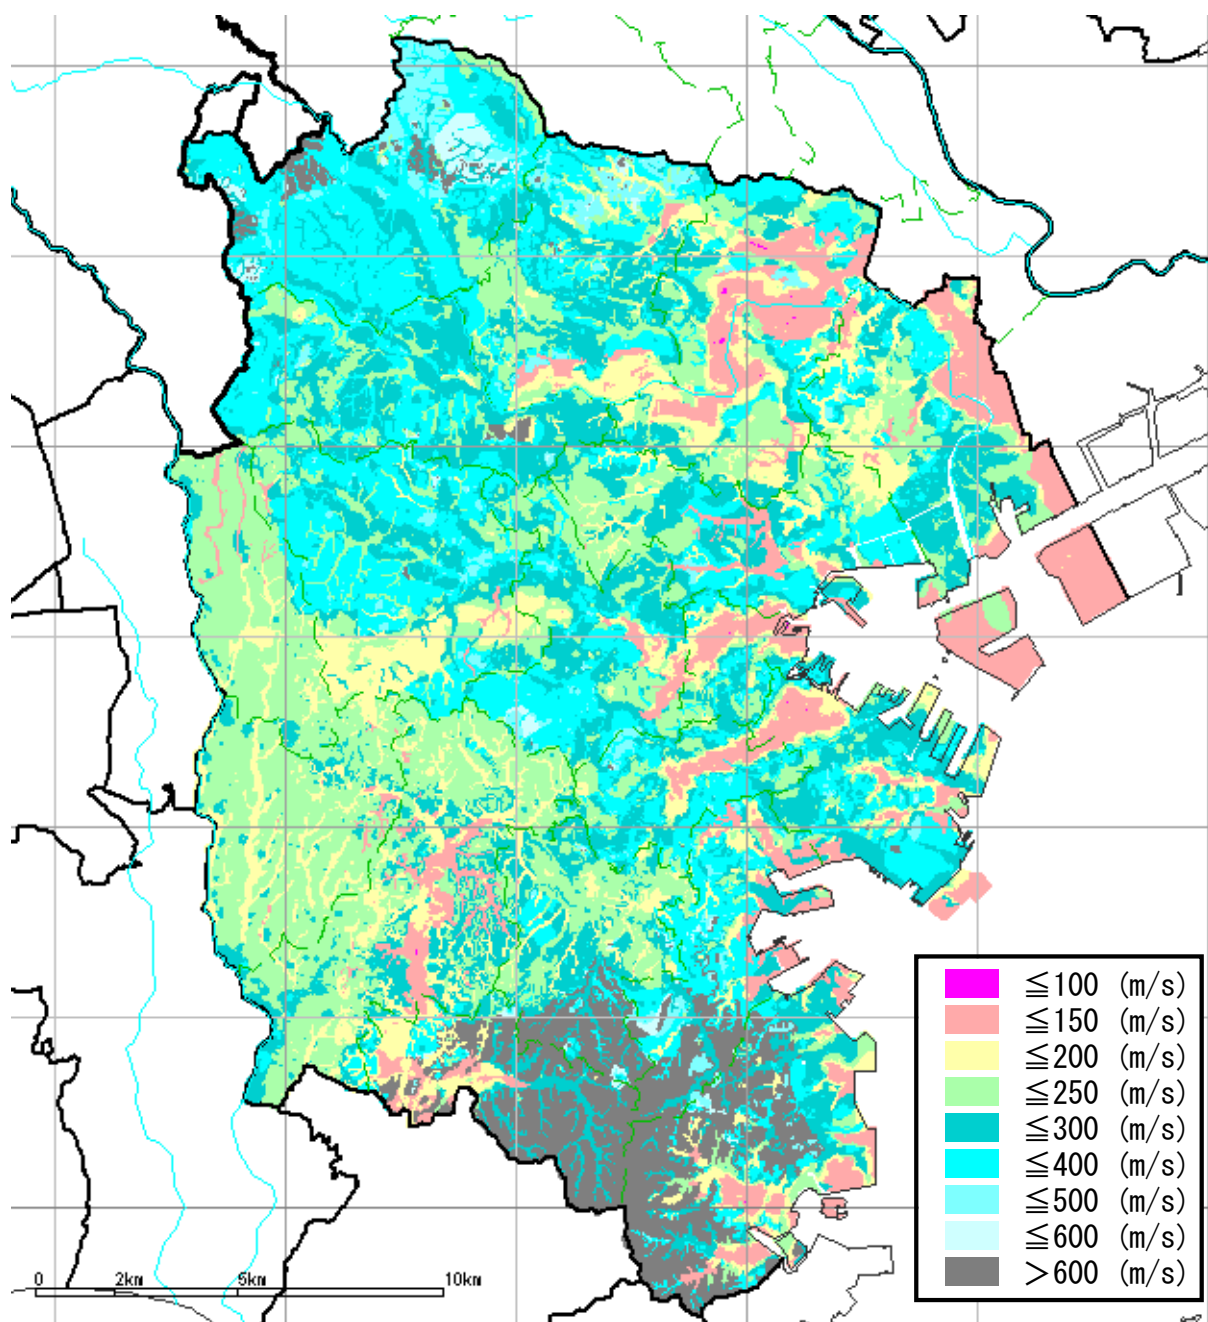 ≦100 (m/s)
≦150 (m/s)
≦200 (m/s)
≦250 (m/s)
≦300 (m/s)
≦400 (m/s)
≦500 (m/s)
≦600 (m/s)
>600 (m/s)
0 2km 5km 10km